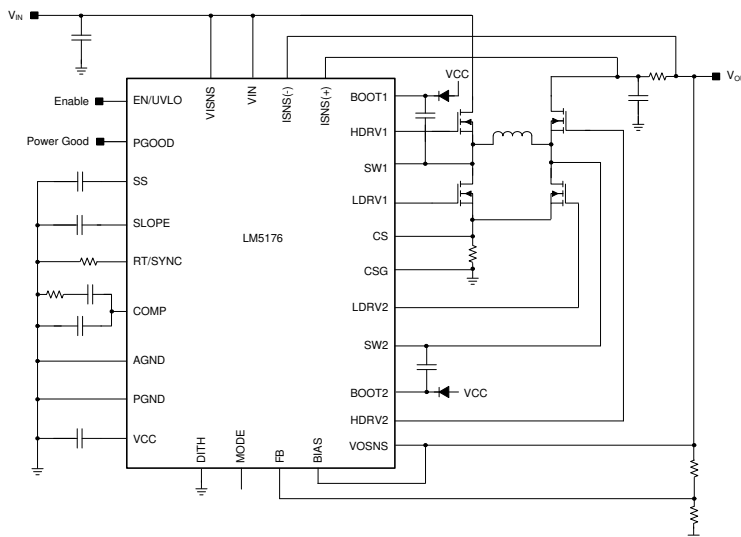 VIN
VISNS
VIN
ISNS(-)
ISNS(+)
Enable
EN/UVLO
Power Good
PGOOD
SS
SLOPE
RT/SYNC
COMP
AGND
PGND
VCC
LM5176
BOOT1
VCC
HDRV1
SW1
LDRV1
CS
CSG
LDRV2
SW2
BOOT2
VCC
HDRV2
VOSNS
DITH
MODE
FB
BIAS